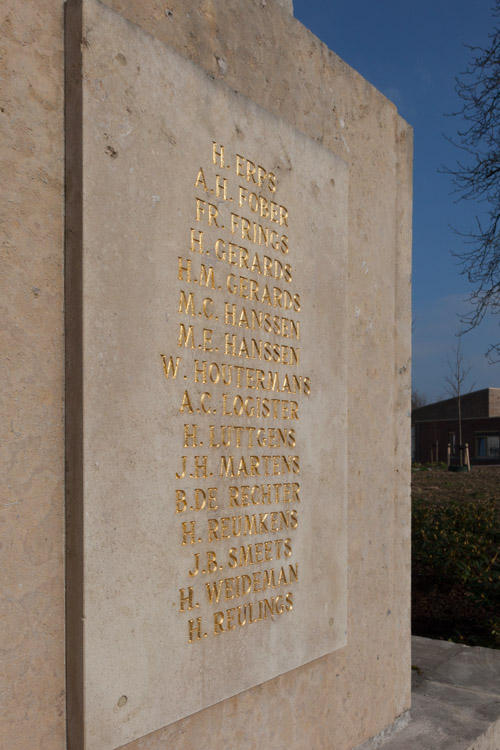 H. ERPS
A.H. FOBER
FR. FRINGS
H. GERARDS
H.M. GERARDS
M.C. HANSSEN
M.E. HANSSEN
W. HOUTERMANS
A.C. LOGISTER
H. LUTTGENS
J.H. MARTENS
B.DE RECHTER
H. REUMKENS
J.B. SMEETS
H. WEIDEMAN
H. REULINGS